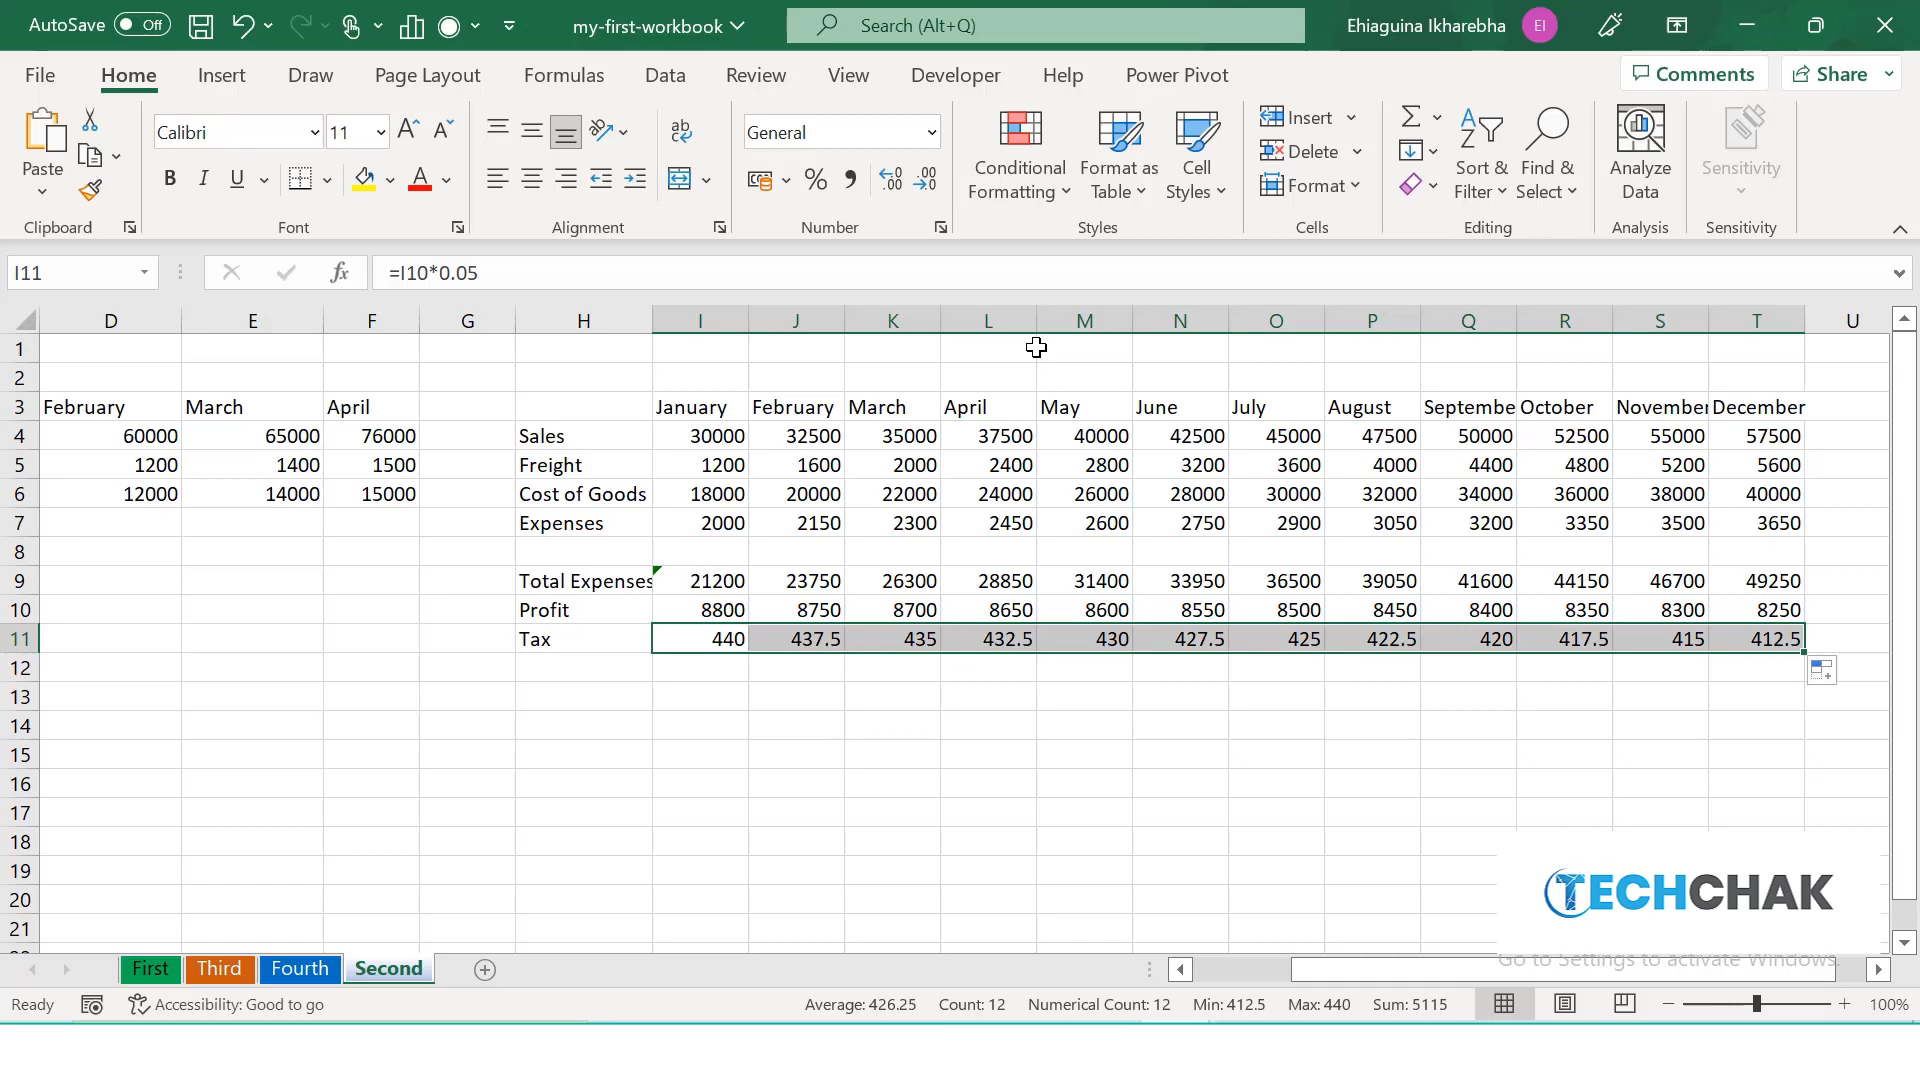 AutoSave Off my-first-workbook Search (Alt+Q) Ehiaguina Ikharebha EI
File Home Insert Draw Page Layout Formulas Data Review View Developer Help Power Pivot Comments Share
Paste
Clipboard
Calibri 11
B I U A
Font
ab
Alignment
General
%
Number
Conditional Formatting
Format as Table
Cell Styles
Styles
Insert
Delete
Format
Cells
Sort & Filter
Find & Select
Editing
Analyze Data
Analysis
Sensitivity
Sensitivity
I11 fx =I10*0.05
D E F G H I J K L M N O P Q R S T U
1
2
3 February March April January February March April May June July August Septembe October November December
4 60000 65000 76000 Sales 30000 32500 35000 37500 40000 42500 45000 47500 50000 52500 55000 57500
5 1200 1400 1500 Freight 1200 1600 2000 2400 2800 3200 3600 4000 4400 4800 5200 5600
6 12000 14000 15000 Cost of Goods 18000 20000 22000 24000 26000 28000 30000 32000 34000 36000 38000 40000
7 Expenses 2000 2150 2300 2450 2600 2750 2900 3050 3200 3350 3500 3650
8
9 Total Expenses 21200 23750 26300 28850 31400 33950 36500 39050 41600 44150 46700 49250
10 Profit 8800 8750 8700 8650 8600 8550 8500 8450 8400 8350 8300 8250
11 Tax 440 437.5 435 432.5 430 427.5 425 422.5 420 417.5 415 412.5
12
13
14
15
16
17
18
19
20
21
TECHCHAK
Go to Settings to activate Windows.
First Third Fourth Second
Ready Accessibility: Good to go Average: 426.25 Count: 12 Numerical Count: 12 Min: 412.5 Max: 440 Sum: 5115 100%